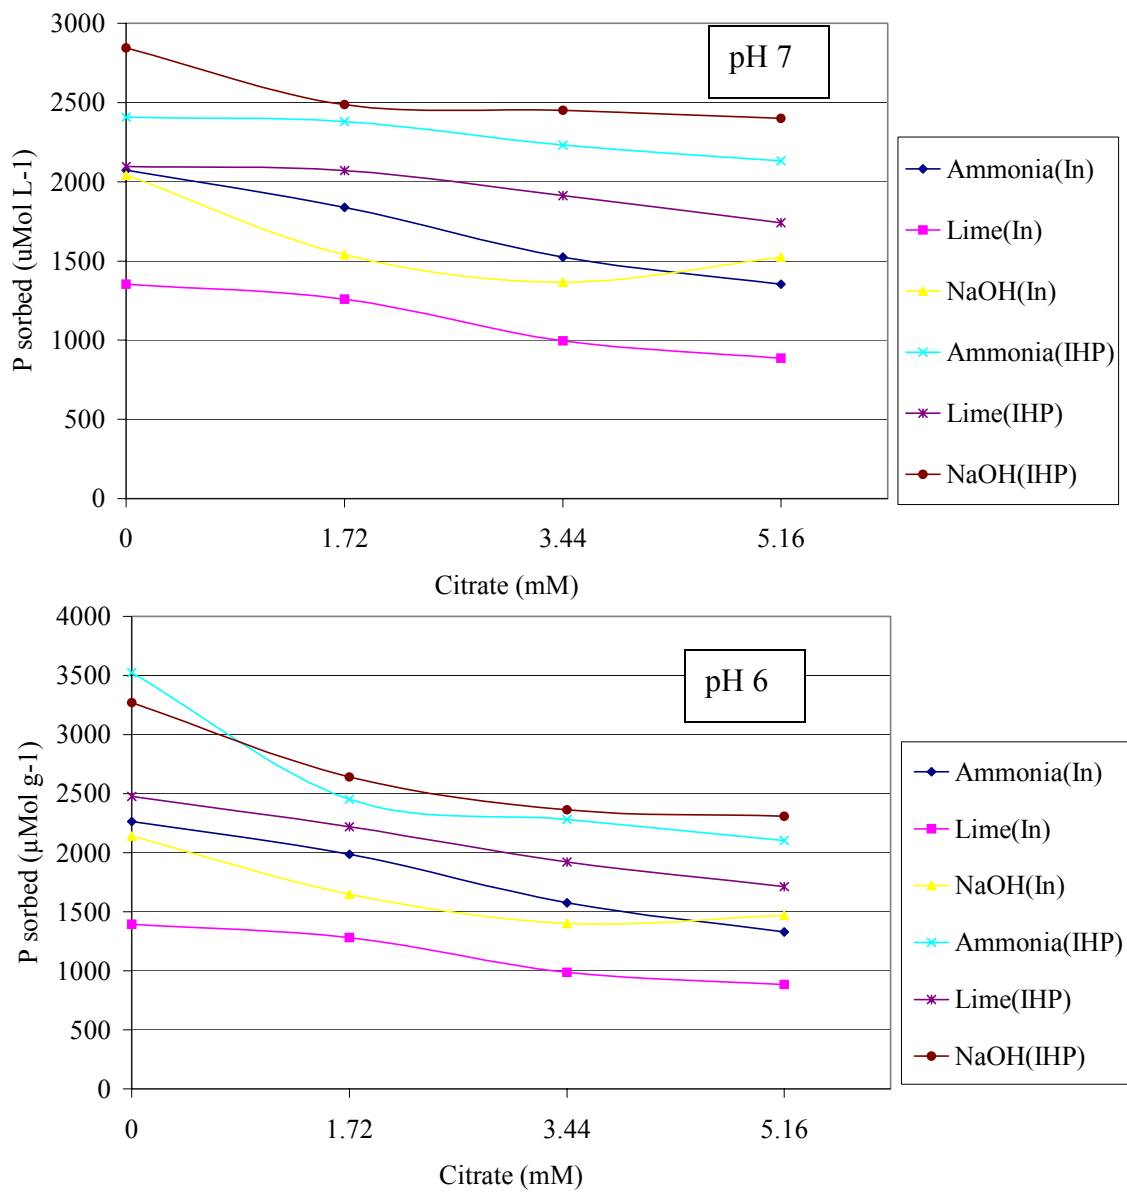 pH 7
P sorbed (uMol L-1)
3000
2500
2000
1500
1000
500
0
0 1.72 3.44 5.16
Citrate (mM)
Ammonia(In)
Lime(In)
NaOH(In)
Ammonia(IHP)
Lime(IHP)
NaOH(IHP)
pH 6
P sorbed (µMol g-1)
4000
3500
3000
2500
2000
1500
1000
500
0
0 1.72 3.44 5.16
Citrate (mM)
Ammonia(In)
Lime(In)
NaOH(In)
Ammonia(IHP)
Lime(IHP)
NaOH(IHP)